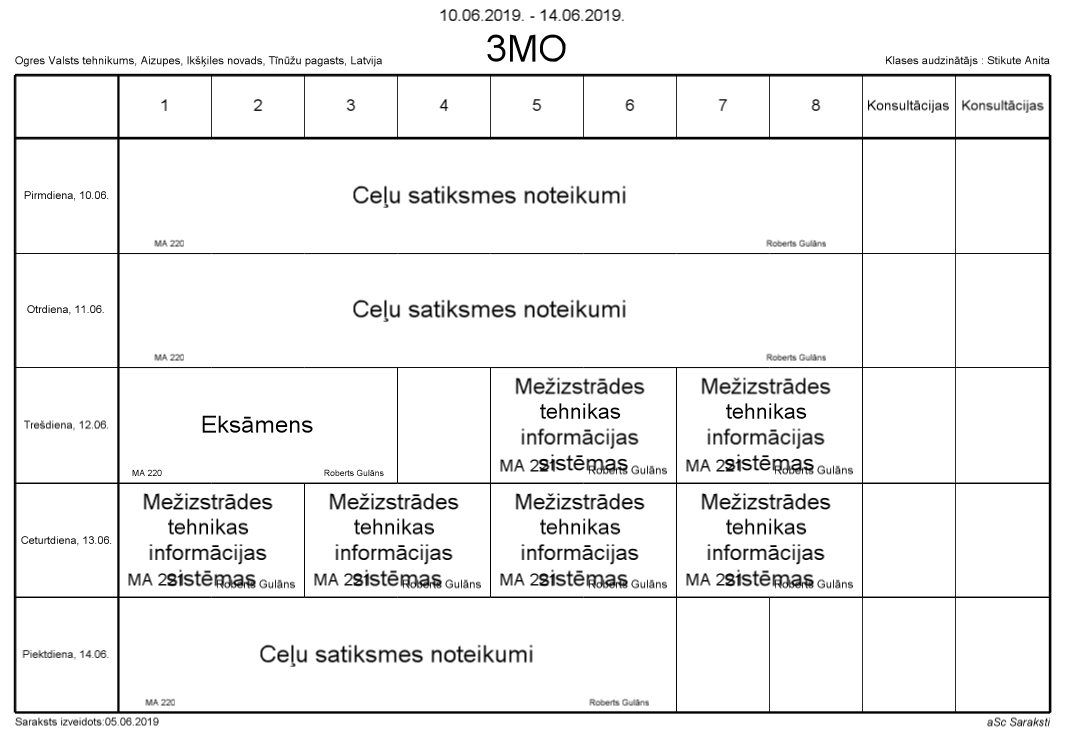 10.06.2019. - 14.06.2019.
3MO
Ogres Valsts tehnikums, Aizupes, Ikšķiles novads, Tīnūžu pagasts, Latvija
Klases audzinātājs : Stikute Anita
1 2 3 4 5 6 7 8 Konsultācijas Konsultācijas
Pirmdiena, 10.06.
Ceļu satiksmes noteikumi
MA 220 Roberts Gulāns
Otrdiena, 11.06.
Ceļu satiksmes noteikumi
MA 220 Roberts Gulāns
Trešdiena, 12.06.
Eksāmens
MA 220 Roberts Gulāns
Mežizstrādes
tehnikas
informācijas
sistēmas
MA 221 Roberts Gulāns
Mežizstrādes
tehnikas
informācijas
sistēmas
MA 221 Roberts Gulāns
Ceturtdiena, 13.06.
Mežizstrādes
tehnikas
informācijas
sistēmas
MA 221 Roberts Gulāns
Mežizstrādes
tehnikas
informācijas
sistēmas
MA 221 Roberts Gulāns
Mežizstrādes
tehnikas
informācijas
sistēmas
MA 221 Roberts Gulāns
Mežizstrādes
tehnikas
informācijas
sistēmas
MA 221 Roberts Gulāns
Piektdiena, 14.06.
Ceļu satiksmes noteikumi
MA 220 Roberts Gulāns
Saraksts izveidots:05.06.2019
aSc Saraksti